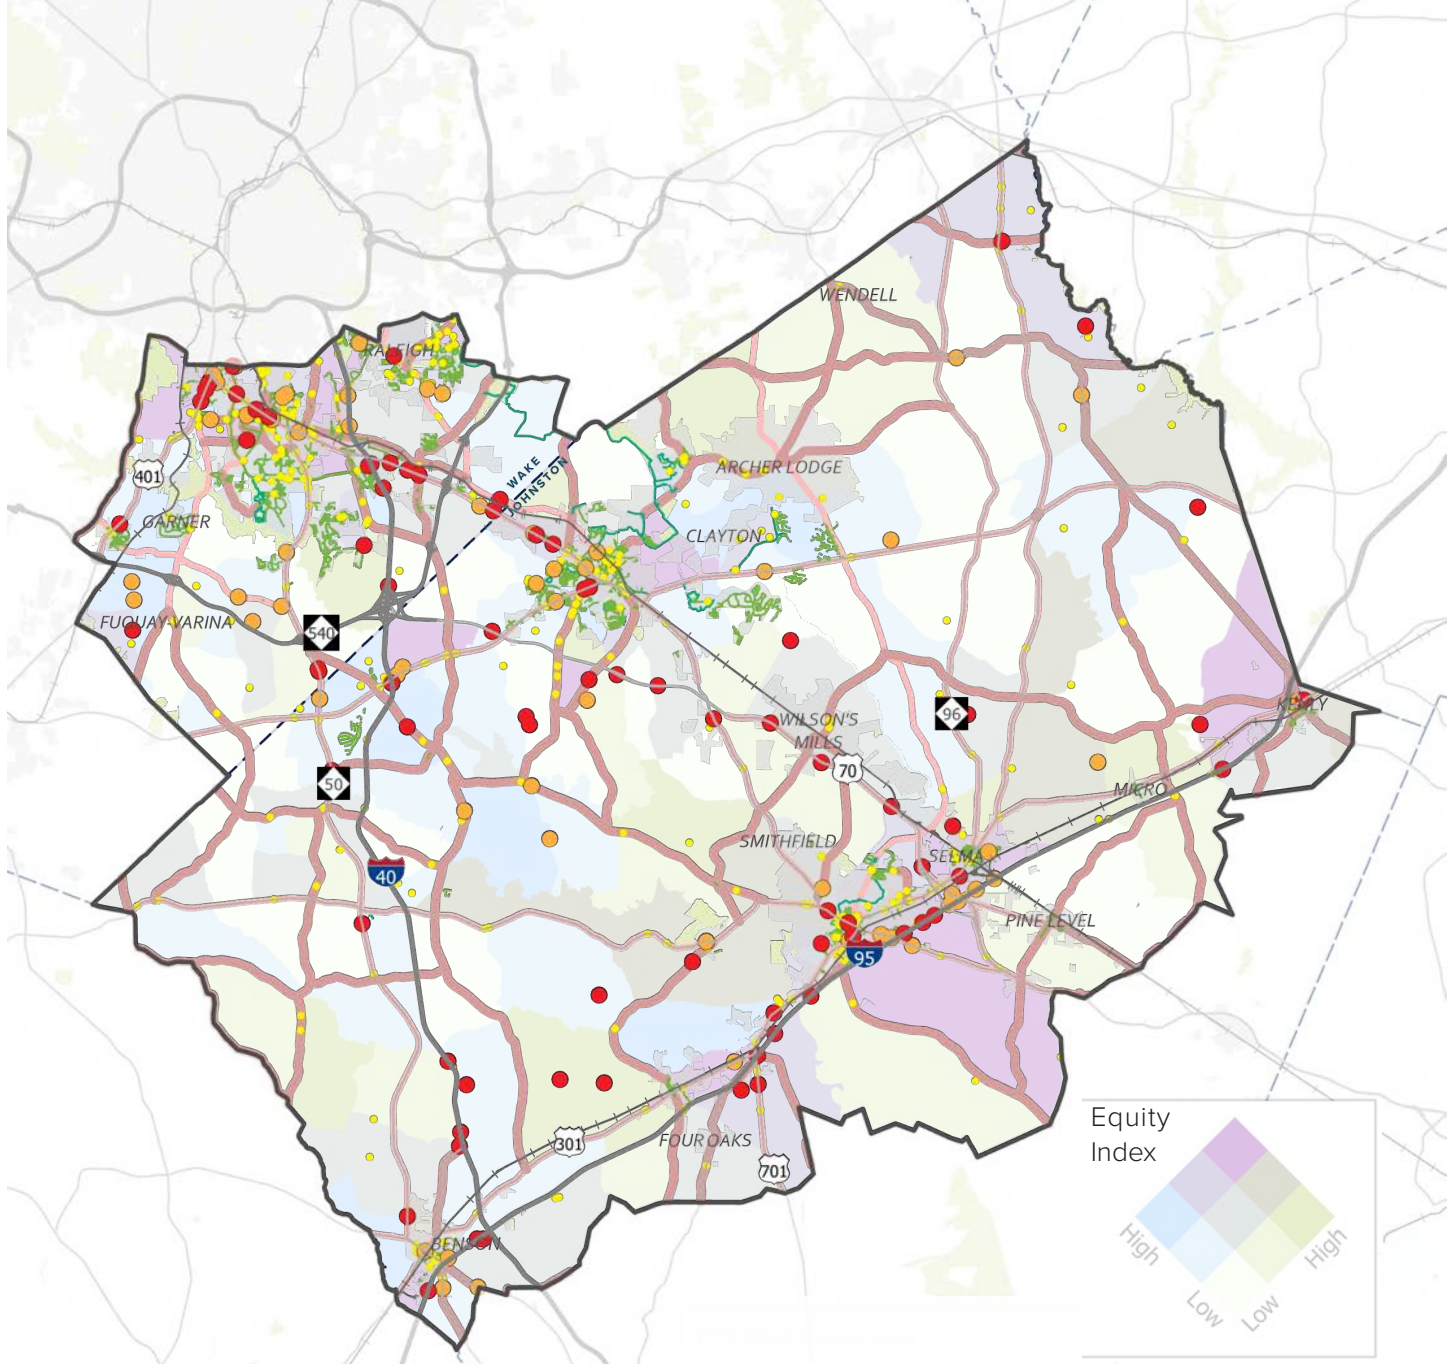 WENDELL
RALEIGH
WAKE
JOHNSTON
ARCHER LODGE
401
GARNER
CLAYTON
FUQUAY-VARINA
540
96
KENLY
WILSON'S
MILLS
70
50
MICRO
SMITHFIELD
SELMA
40
PINE LEVEL
95
Equity
Index
301
FOUR OAKS
701
High
High
BENSON
Low
Low